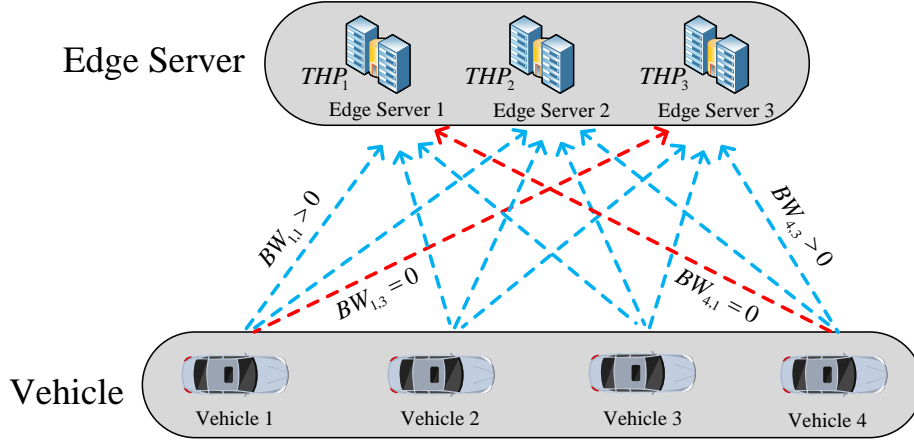 Edge Server
THP₁
THP₂
THP₃
Edge Server 1
Edge Server 2
Edge Server 3
BW₁,₁ > 0
BW₁,₃ = 0
BW₄,₁ = 0
BW₄,₃ > 0
Vehicle
Vehicle 1
Vehicle 2
Vehicle 3
Vehicle 4